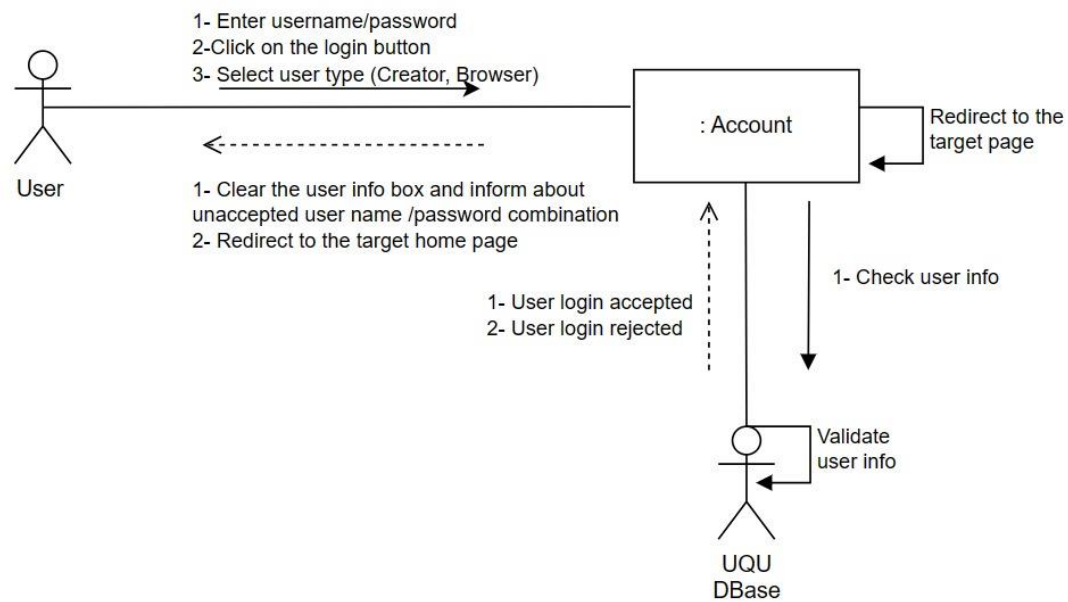 1- Enter username/password
2-Click on the login button
3- Select user type (Creator, Browser)
User
: Account
Redirect to the
target page
1- Clear the user info box and inform about
unaccepted user name /password combination
2- Redirect to the target home page
1- Check user info
1- User login accepted
2- User login rejected
Validate
user info
UQU
DBase